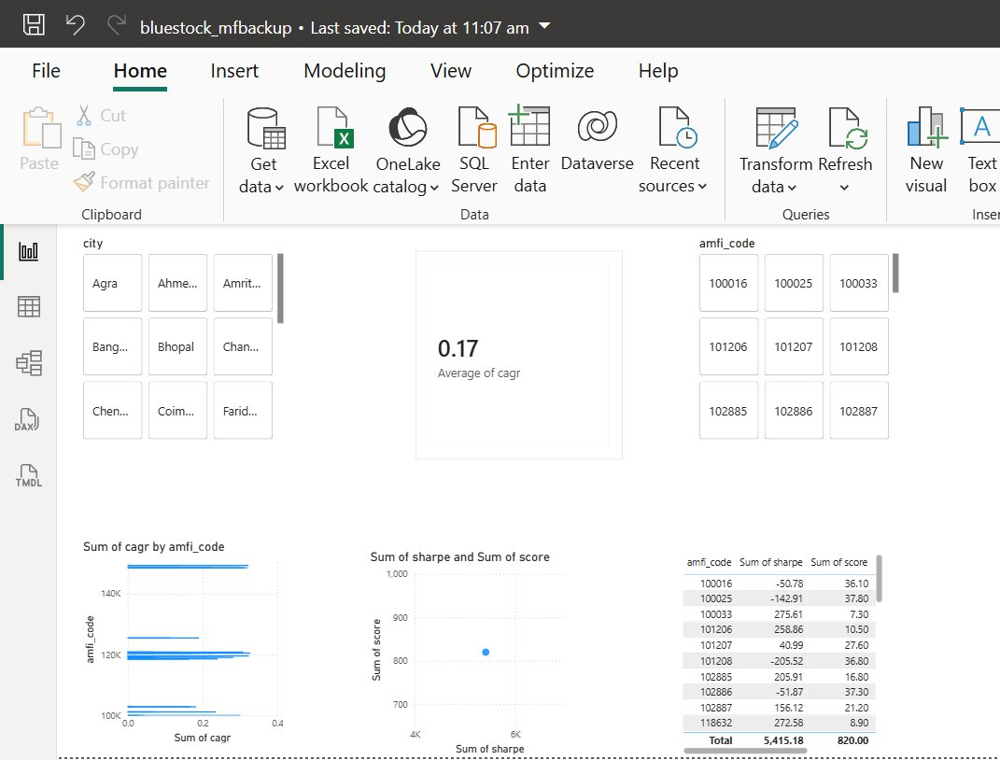 bluestock_mfbackup • Last saved: Today at 11:07 am
File Home Insert Modeling View Optimize Help
Paste
Cut
Copy
Format painter
Clipboard
Get data
Excel workbook
OneLake catalog
SQL Server
Enter data
Dataverse
Recent sources
Data
Transform data
Refresh
Queries
New visual
A
Text box
Inser
X
DAX
TMDL
city
Agra Ahme... Amrit...
Bang... Bhopal Chan...
Chen... Coim... Farid...
0.17
Average of cagr
amfi_code
100016 100025 100033
101206 101207 101208
102885 102886 102887
Sum of cagr by amfi_code
amfi_code
140K
120K
100K
0.0 0.2 0.4
Sum of cagr
Sum of sharpe and Sum of score
Sum of score
1,000
900
800
700
4K 6K
Sum of sharpe
amfi_code Sum of sharpe Sum of score
100016 -50.78 36.10
100025 -142.91 37.80
100033 275.61 7.30
101206 258.86 10.50
101207 40.99 27.60
101208 -205.52 36.80
102885 205.91 16.80
102886 -51.87 37.30
102887 156.12 21.20
118632 272.58 8.90
Total 5,415.18 820.00